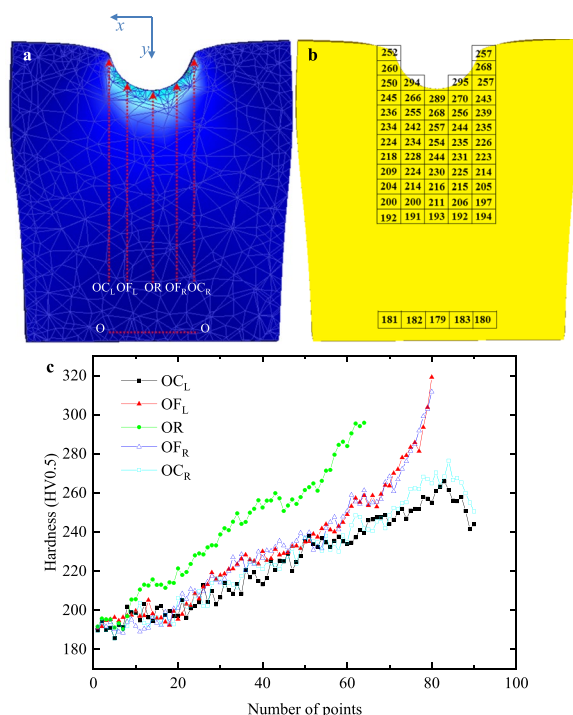 x
y
a
OC_L OF_L OR OF_R OC_R
O O
b
252 257
260 268
250 294 295 257
245 266 289 270 243
236 255 268 256 239
234 242 257 244 235
224 234 254 235 226
218 228 244 231 223
209 224 230 225 214
204 214 216 215 205
200 200 211 206 197
192 191 193 192 194
181 182 179 183 180
c
OC_L
OF_L
OR
OF_R
OC_R
320
300
280
260
240
220
200
180
Hardness (HV0.5)
0 20 40 60 80 100
Number of points